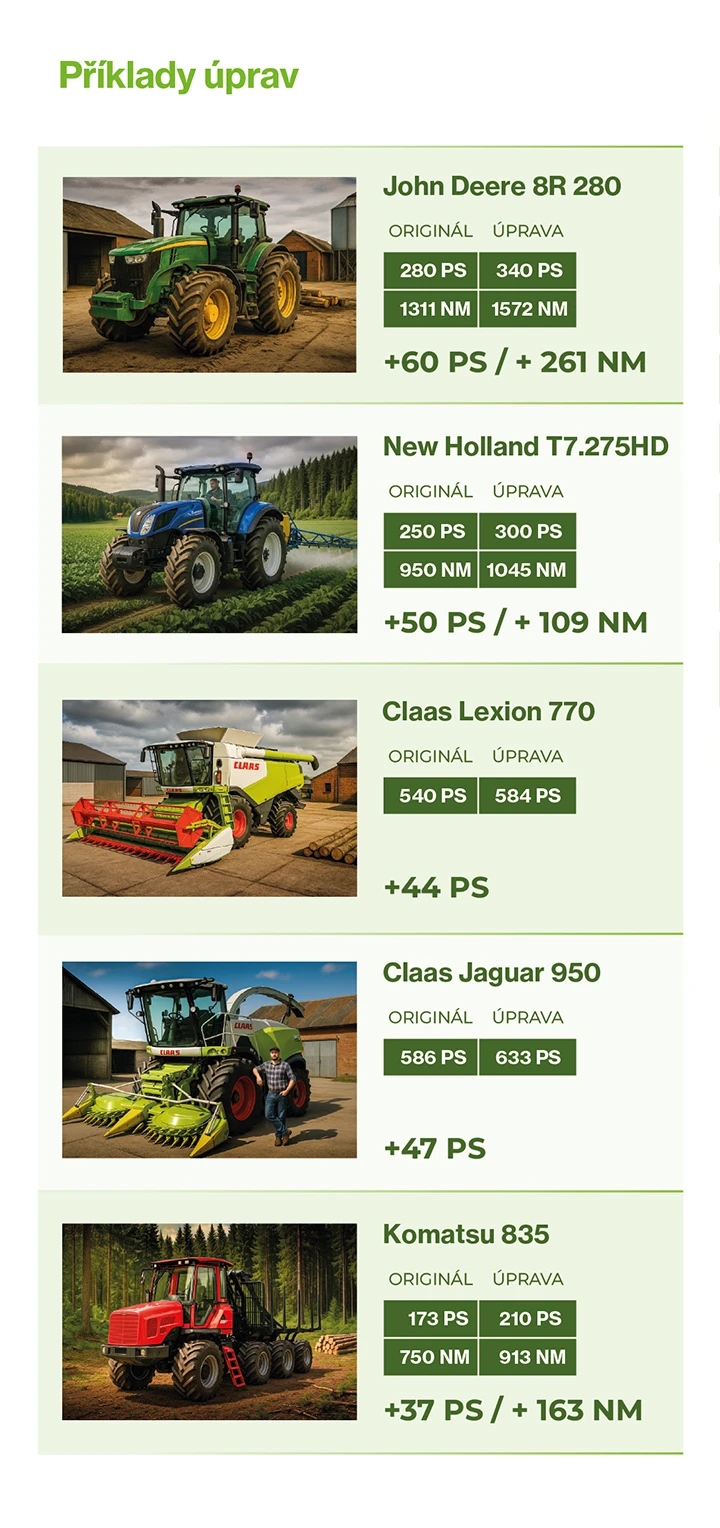 Příklady úprav
John Deere 8R 280
ORIGINÁL ÚPRAVA
280 PS 340 PS
1311 NM 1572 NM
+60 PS / + 261 NM
New Holland T7.275HD
ORIGINÁL ÚPRAVA
250 PS 300 PS
950 NM 1045 NM
+50 PS / + 109 NM
Claas Lexion 770
ORIGINÁL ÚPRAVA
540 PS 584 PS
CLAAS
+44 PS
Claas Jaguar 950
ORIGINÁL ÚPRAVA
586 PS 633 PS
CLAAS
CLAAS
+47 PS
Komatsu 835
ORIGINÁL ÚPRAVA
173 PS 210 PS
750 NM 913 NM
+37 PS / + 163 NM